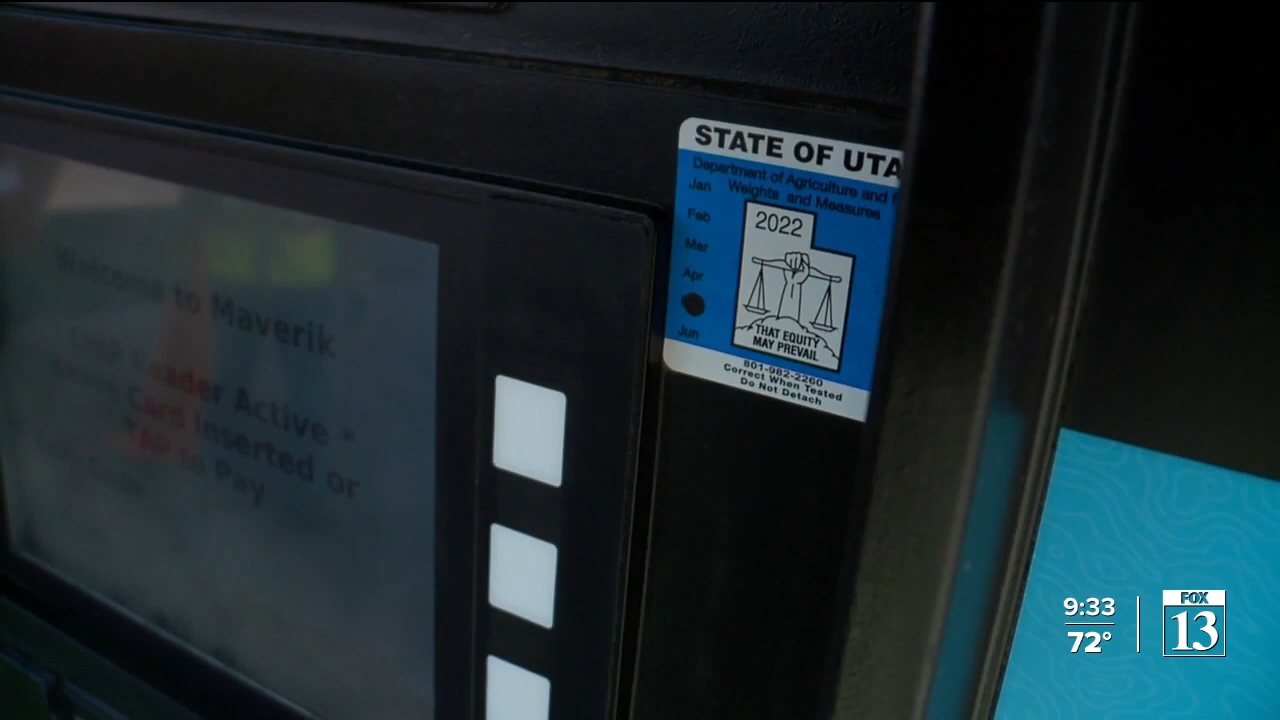 STATE OF UTA
Department of Agriculture and F
Weights and Measures
Jan
Feb
Mar
Apr
Jun
2022
THAT EQUITY
MAY PREVAIL
801-982-2260
Correct When Tested
Do Not Detach
Welcome to Maverik
Reader Active *
Card Inserted or
TAP to Pay
9:33
72°
FOX
13